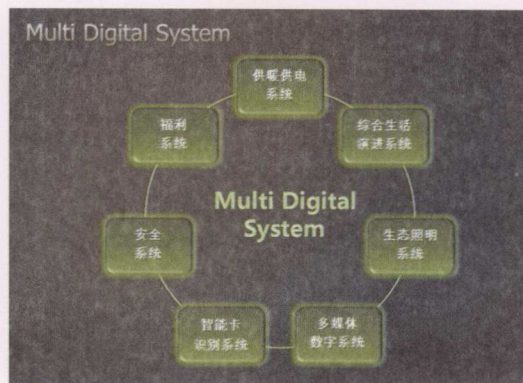 Multi Digital System
供暖供电
系统
综合生活
演进系统
生态照明
系统
多媒体
数字系统
智能卡
识别系统
安全
系统
福利
系统
Multi Digital
System